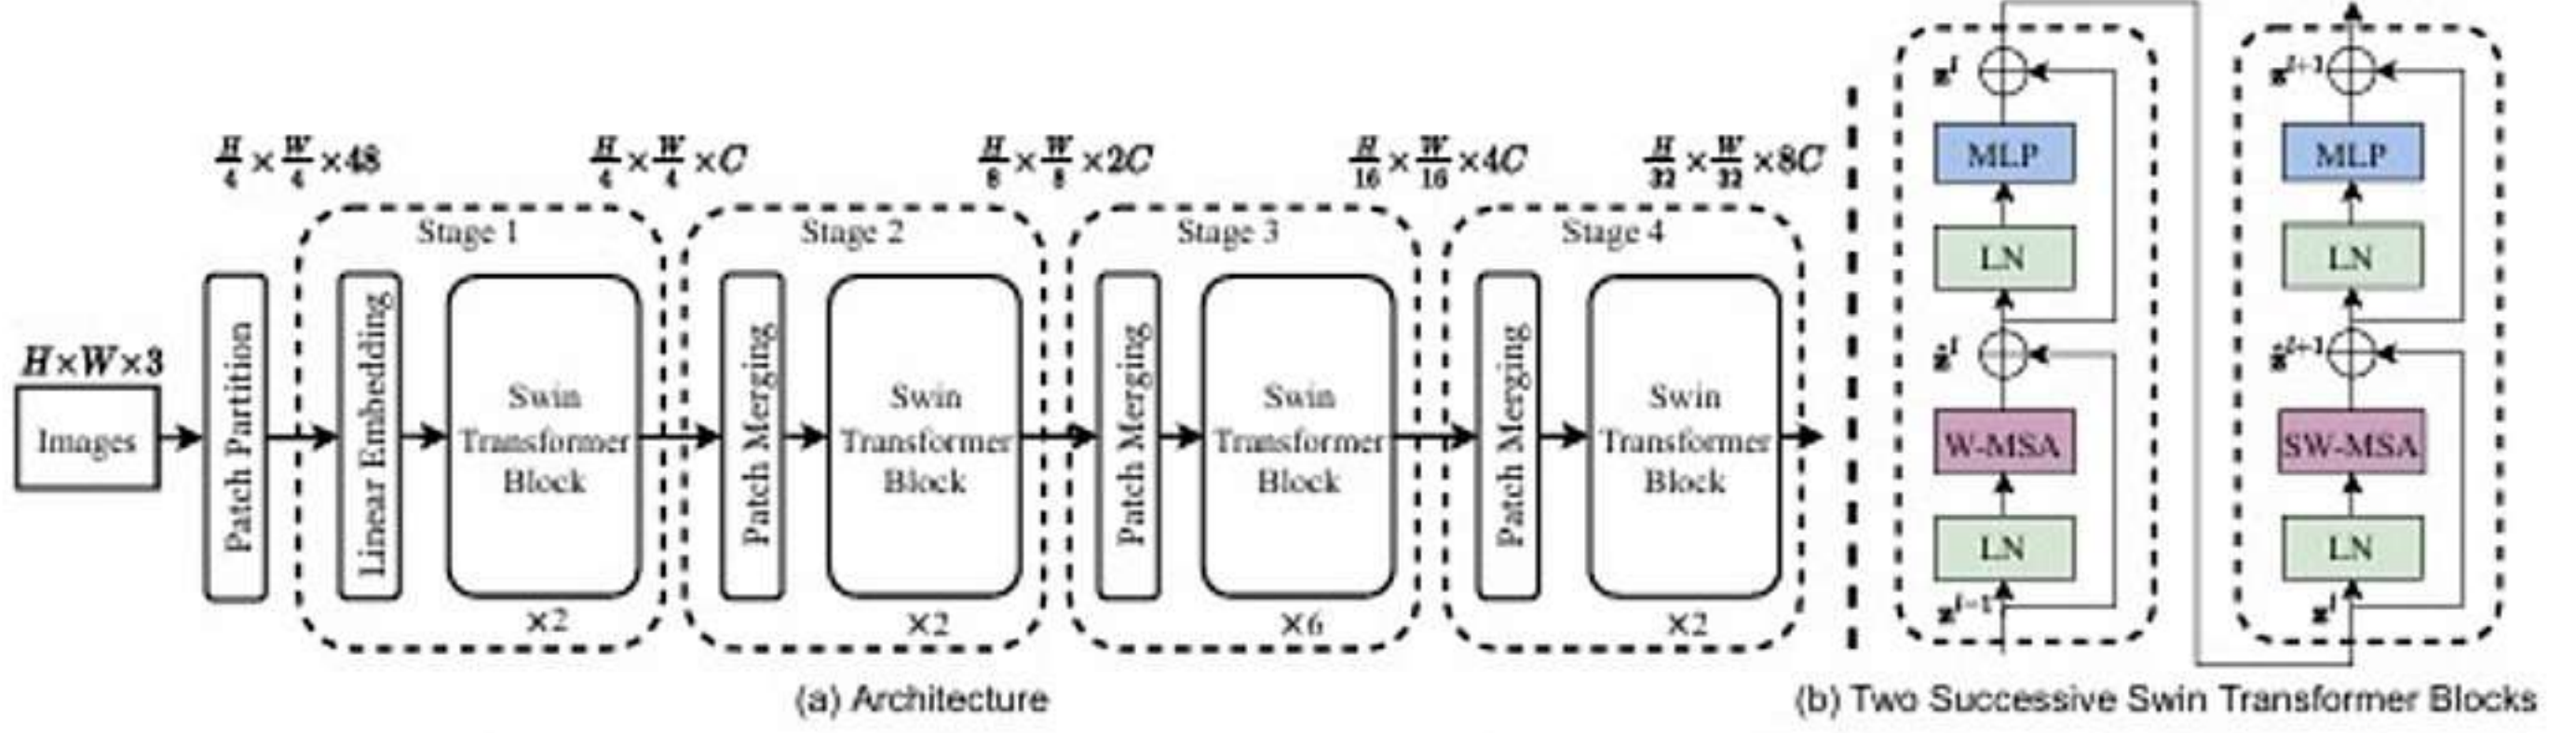 H/4 × W/4 × 48
H/4 × W/4 × C
H/8 × W/8 × 2C
H/16 × W/16 × 4C
H/32 × W/32 × 8C
H×W×3
Images
Patch Partition
Stage 1
Linear Embedding
Swin
Transformer
Block
×2
Stage 2
Patch Merging
Swin
Transformer
Block
×2
Stage 3
Patch Merging
Swin
Transformer
Block
×6
Stage 4
Patch Merging
Swin
Transformer
Block
×2
(a) Architecture
z^l
MLP
LN
ẑ^l
W-MSA
LN
z^{l-1}
z^{l+1}
MLP
LN
ẑ^{l+1}
SW-MSA
LN
z^l
(b) Two Successive Swin Transformer Blocks